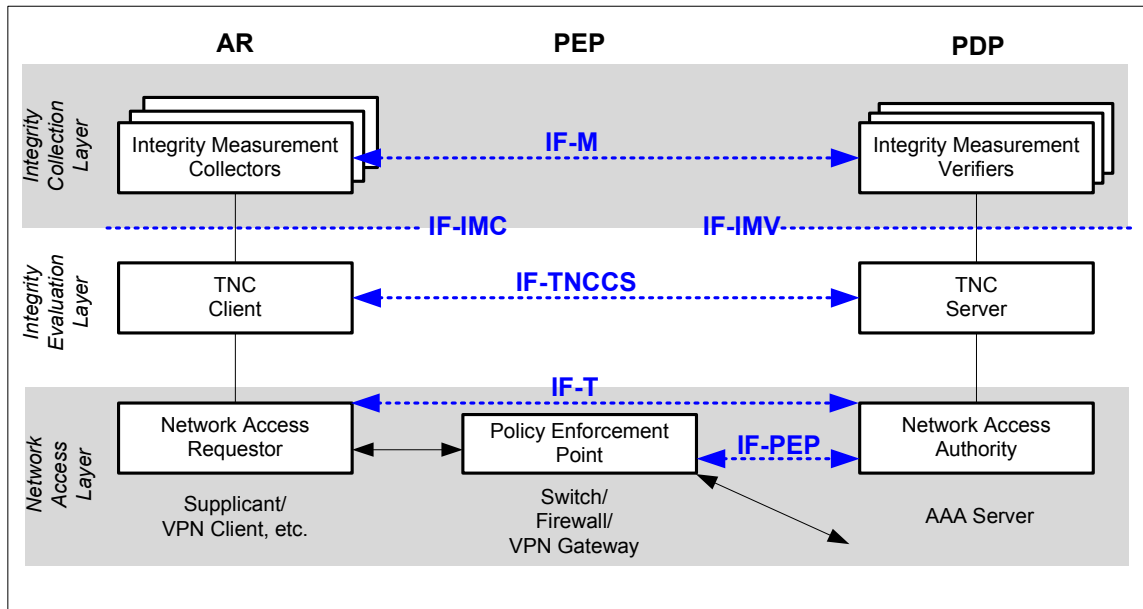 AR
PEP
PDP
Integrity
Collection
Layer
Integrity Measurement
Collectors
IF-M
Integrity Measurement
Verifiers
IF-IMC
IF-IMV
Integrity
Evaluation
Layer
TNC
Client
IF-TNCCS
TNC
Server
Network
Access
Layer
IF-T
Network Access
Requestor
Policy Enforcement
Point
IF-PEP
Network Access
Authority
Supplicant/
VPN Client, etc.
Switch/
Firewall/
VPN Gateway
AAA Server